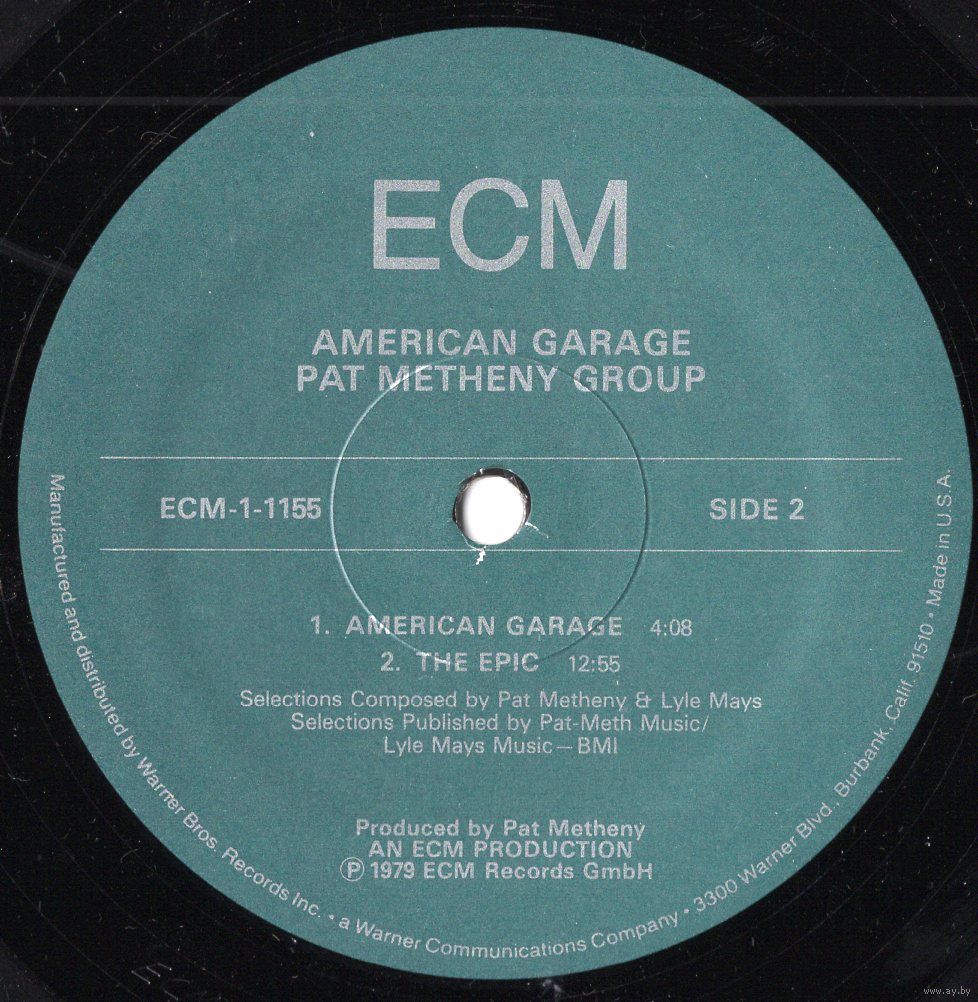 ECM
AMERICAN GARAGE
PAT METHENY GROUP
ECM-1-1155
SIDE 2
1. AMERICAN GARAGE 4:08
2. THE EPIC 12:55
Selections Composed by Pat Metheny & Lyle Mays
Selections Published by Pat-Meth Music/
Lyle Mays Music — BMI
Produced by Pat Metheny
AN ECM PRODUCTION
℗ 1979 ECM Records GmbH
Manufactured and distributed by Warner Bros. Records Inc. • a Warner Communications Company • 3300 Warner Blvd., Burbank, Calif. 91510 • Made in U.S.A.
www.ay.by